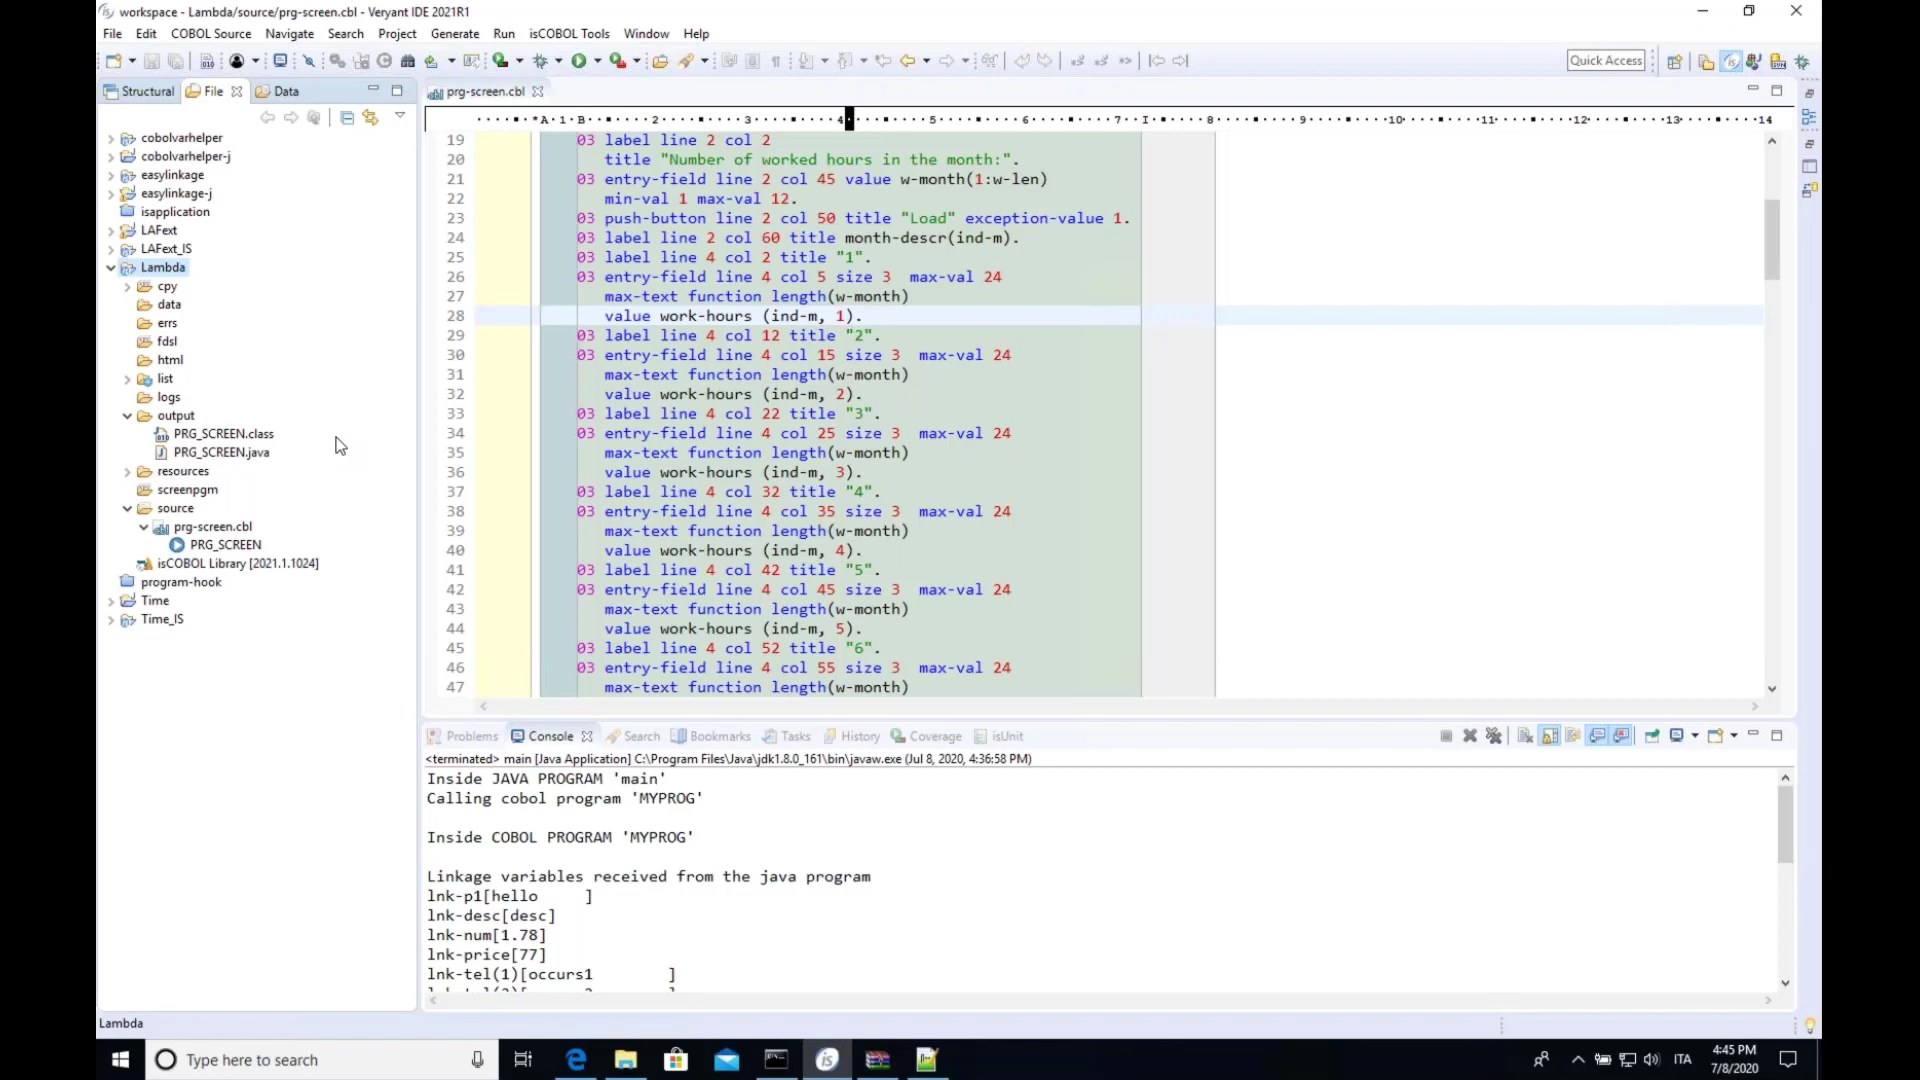 workspace - Lambda/source/prg-screen.cbl - Veryant IDE 2021R1
File Edit COBOL Source Navigate Search Project Generate Run isCOBOL Tools Window Help
Quick Access
Structural File Data
prg-screen.cbl
cobolvarhelper
cobolvarhelper-j
easylinkage
easylinkage-j
isapplication
LAFext
LAFext_IS
Lambda
cpy
data
errs
fdsl
html
list
logs
output
PRG_SCREEN.class
PRG_SCREEN.java
resources
screenpgm
source
prg-screen.cbl
PRG_SCREEN
isCOBOL Library [2021.1.1024]
program-hook
Time
Time_IS
19 03 label line 2 col 2
20 title "Number of worked hours in the month:".
21 03 entry-field line 2 col 45 value w-month(1:w-len)
22 min-val 1 max-val 12.
23 03 push-button line 2 col 50 title "Load" exception-value 1.
24 03 label line 2 col 60 title month-descr(ind-m).
25 03 label line 4 col 2 title "1".
26 03 entry-field line 4 col 5 size 3  max-val 24
27 max-text function length(w-month)
28 value work-hours (ind-m, 1).
29 03 label line 4 col 12 title "2".
30 03 entry-field line 4 col 15 size 3  max-val 24
31 max-text function length(w-month)
32 value work-hours (ind-m, 2).
33 03 label line 4 col 22 title "3".
34 03 entry-field line 4 col 25 size 3  max-val 24
35 max-text function length(w-month)
36 value work-hours (ind-m, 3).
37 03 label line 4 col 32 title "4".
38 03 entry-field line 4 col 35 size 3  max-val 24
39 max-text function length(w-month)
40 value work-hours (ind-m, 4).
41 03 label line 4 col 42 title "5".
42 03 entry-field line 4 col 45 size 3  max-val 24
43 max-text function length(w-month)
44 value work-hours (ind-m, 5).
45 03 label line 4 col 52 title "6".
46 03 entry-field line 4 col 55 size 3  max-val 24
47 max-text function length(w-month)
Problems Console Search Bookmarks Tasks History Coverage isUnit
<terminated> main [Java Application] C:\Program Files\Java\jdk1.8.0_161\bin\javaw.exe (Jul 8, 2020, 4:36:58 PM)
Inside JAVA PROGRAM 'main'
Calling cobol program 'MYPROG'
Inside COBOL PROGRAM 'MYPROG'
Linkage variables received from the java program
lnk-p1[hello     ]
lnk-desc[desc]
lnk-num[1.78]
lnk-price[77]
lnk-tel(1)[occurs1        ]
Lambda
Type here to search
ITA
4:45 PM
7/8/2020